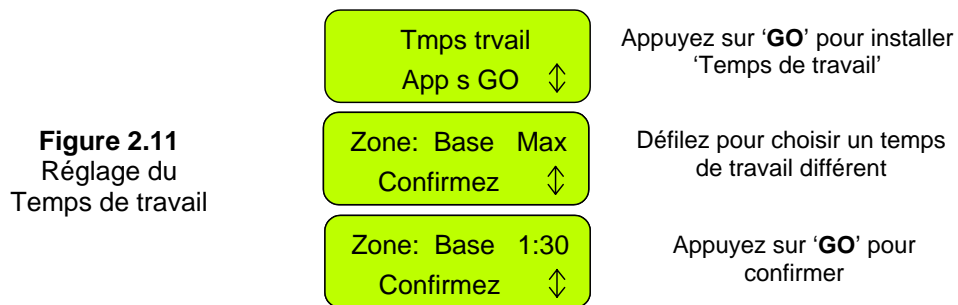 Figure 2.11
Réglage du
Temps de travail
Tmps trvail
App s GO ↕
Appuyez sur ‘GO’ pour installer
‘Temps de travail’
Zone: Base Max
Confirmez ↕
Défilez pour choisir un temps
de travail différent
Zone: Base 1:30
Confirmez ↕
Appuyez sur ‘GO’ pour
confirmer